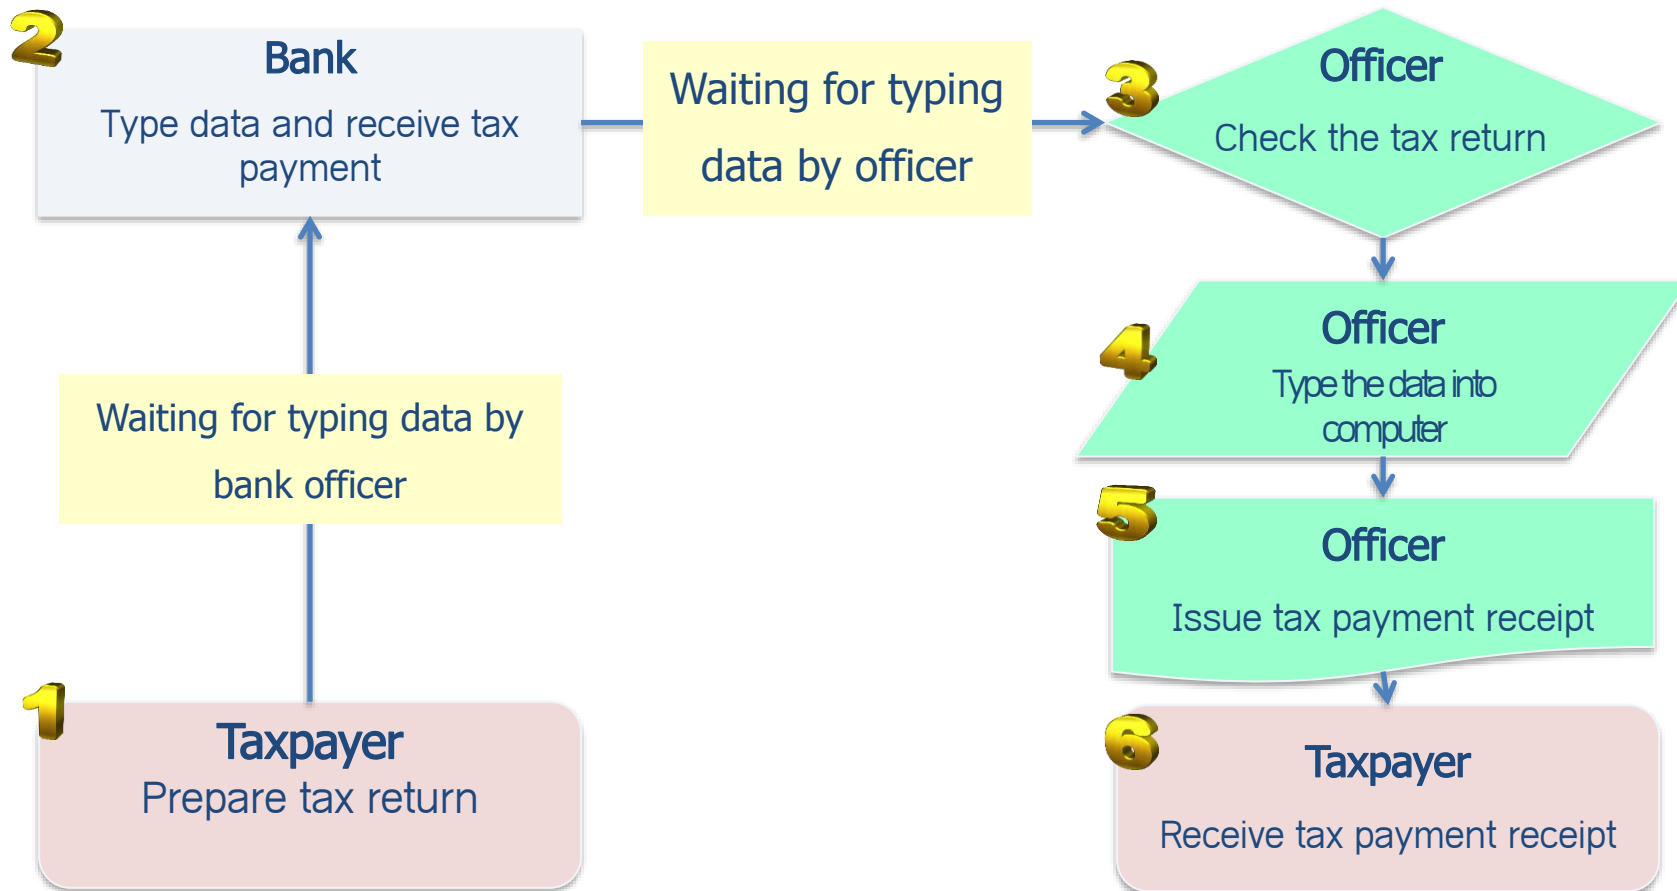 2
Bank
Type data and receive tax
payment
Waiting for typing
data by officer
3
Officer
Check the tax return
4
Officer
Type the data into
computer
Waiting for typing data by
bank officer
5
Officer
Issue tax payment receipt
1
Taxpayer
Prepare tax return
6
Taxpayer
Receive tax payment receipt